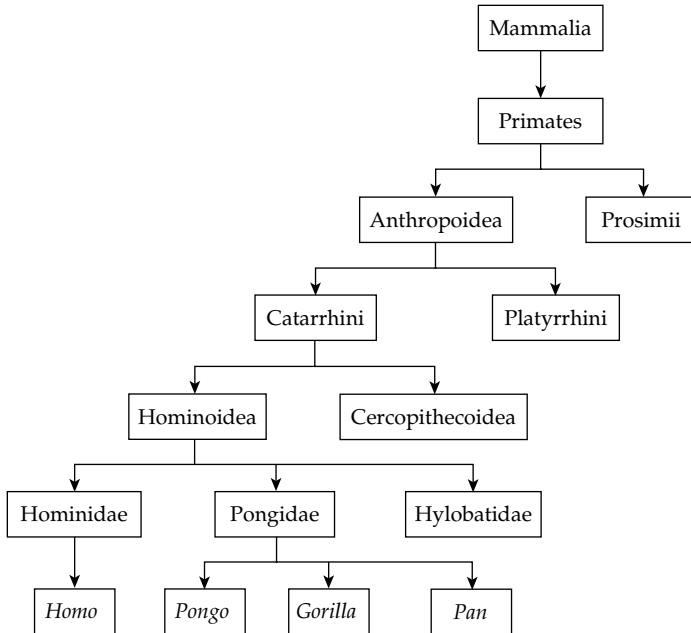 Mammalia
Primates
Anthropoidea
Prosimii
Catarrhini
Platyrrhini
Hominoidea
Cercopithecoidea
Hominidae
Pongidae
Hylobatidae
Homo
Pongo
Gorilla
Pan